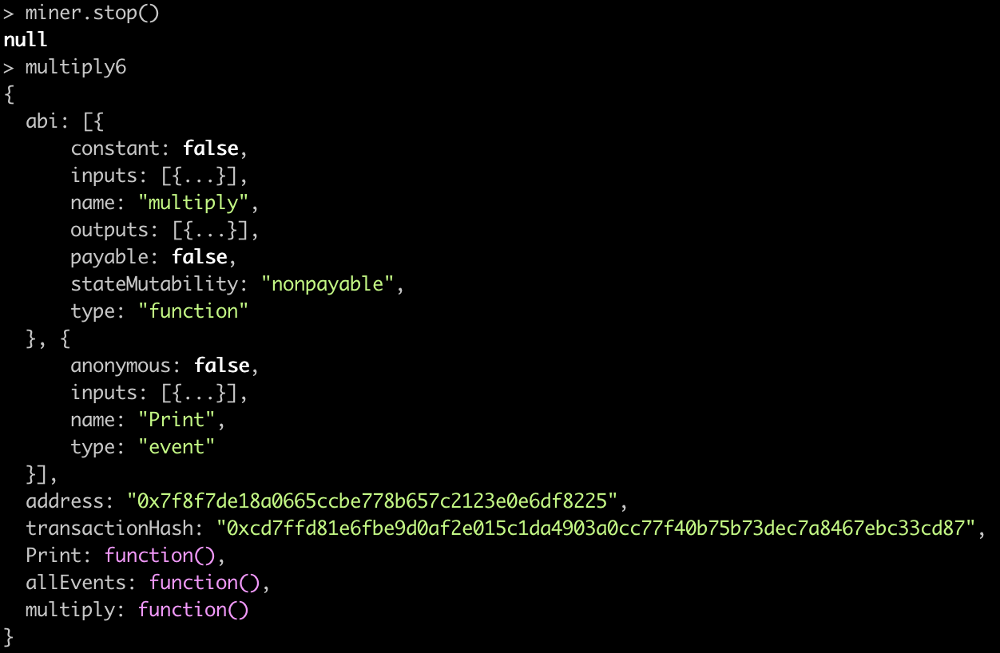 > miner.stop()
null
> multiply6
{
  abi: [{
      constant: false,
      inputs: [{...}],
      name: "multiply",
      outputs: [{...}],
      payable: false,
      stateMutability: "nonpayable",
      type: "function"
  }, {
      anonymous: false,
      inputs: [{...}],
      name: "Print",
      type: "event"
  }],
  address: "0x7f8f7de18a0665ccbe778b657c2123e0e6df8225",
  transactionHash: "0xcd7ffd81e6fbe9d0af2e015c1da4903a0cc77f40b75b73dec7a8467ebc33cd87",
  Print: function(),
  allEvents: function(),
  multiply: function()
}